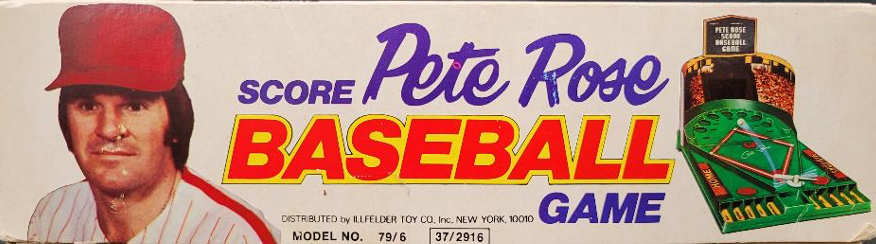 SCORE Pete Rose
BASEBALL
GAME
DISTRIBUTED by ILLFELDER TOY CO., Inc. NEW YORK, 10010
MODEL NO. 79/6 37/2916
PETE ROSE
SCORE
BASEBALL
GAME
HOME